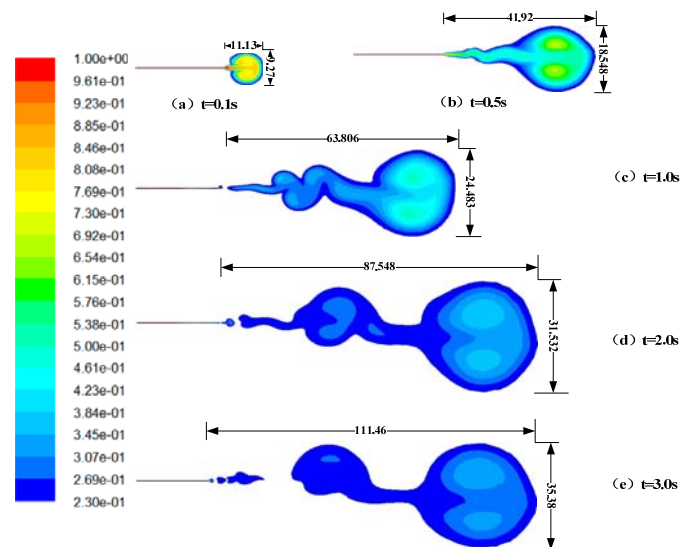 1.00e+00
9.61e-01
9.23e-01
8.85e-01
8.46e-01
8.08e-01
7.69e-01
7.30e-01
6.92e-01
6.54e-01
6.15e-01
5.76e-01
5.38e-01
5.00e-01
4.61e-01
4.23e-01
3.84e-01
3.45e-01
3.07e-01
2.69e-01
2.30e-01
11.13
9.27
（a）t=0.1s
41.92
18.548
（b）t=0.5s
63.806
24.483
（c）t=1.0s
87.548
31.532
（d）t=2.0s
111.46
35.38
（e）t=3.0s